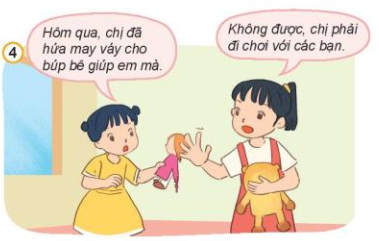 4
Hôm qua, chị đã
hứa may váy cho
búp bê giúp em mà.
Không được, chị phải
đi chơi với các bạn.